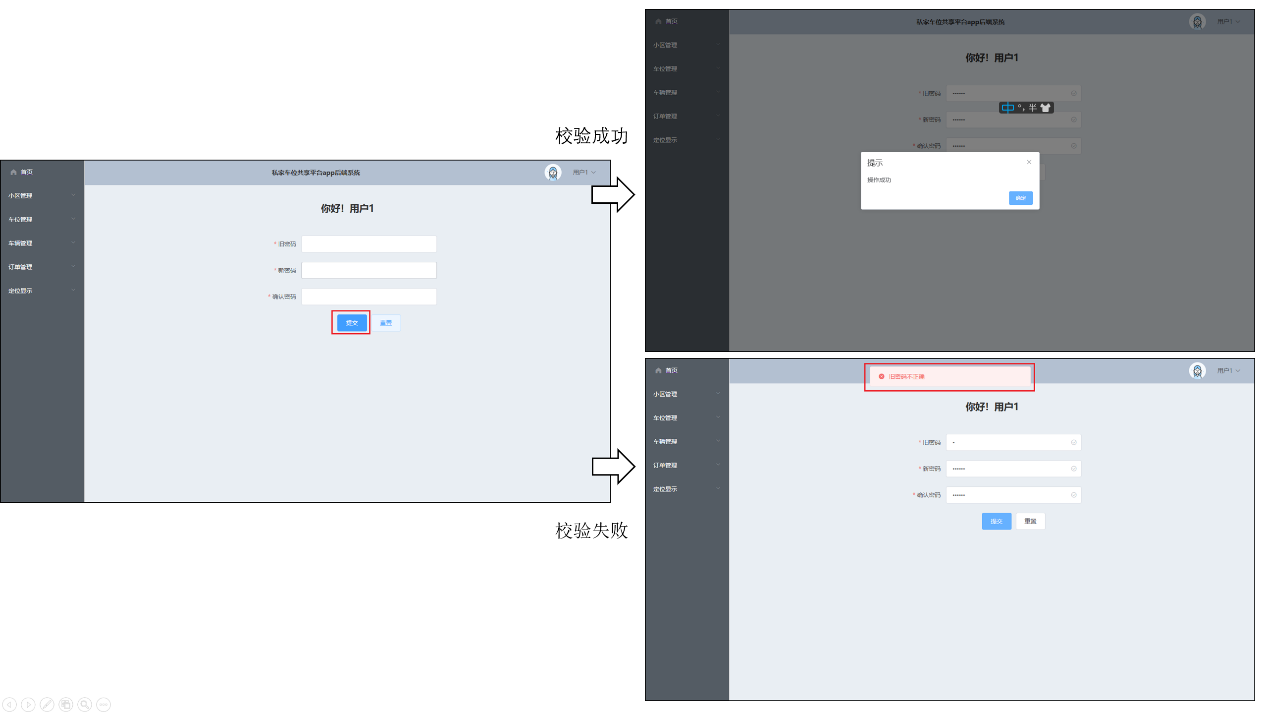 校验成功
首页
私家车位共享平台app后端系统
用户1
小区管理
车位管理
车辆管理
订单管理
定位显示
你好！用户1
* 旧密码
* 新密码
* 确认密码
提交
重置
首页
私家车位共享平台app后端系统
用户1
小区管理
车位管理
车辆管理
订单管理
定位显示
你好！用户1
* 旧密码
中 °, 半
* 新密码
* 确认密码
提示
操作成功
确定
校验失败
首页
旧密码不正确
用户1
小区管理
车位管理
车辆管理
订单管理
定位显示
你好！用户1
* 旧密码
* 新密码
* 确认密码
提交
重置